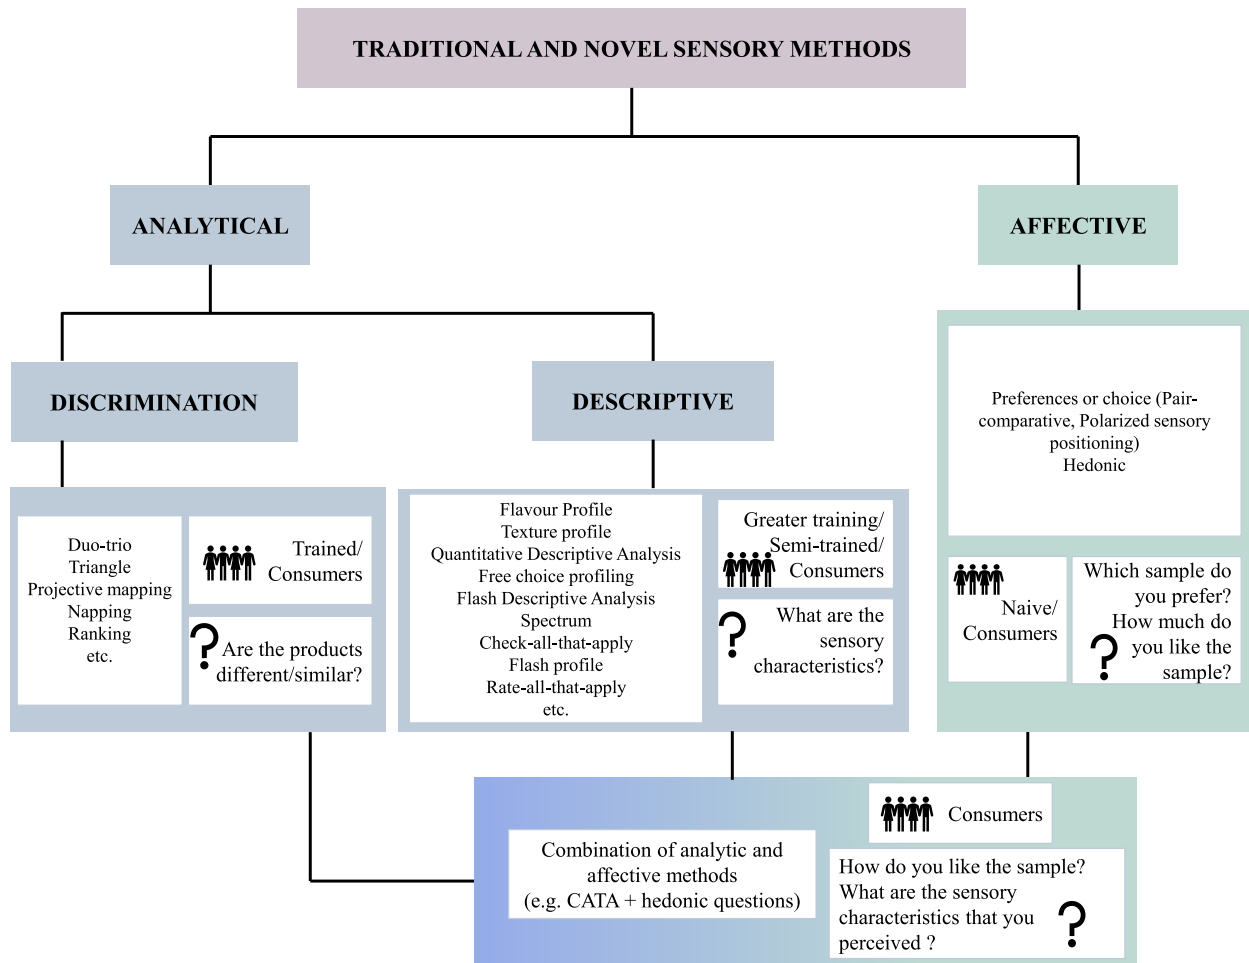 TRADITIONAL AND NOVEL SENSORY METHODS
ANALYTICAL
AFFECTIVE
DISCRIMINATION
DESCRIPTIVE
Duo-trio
Triangle
Projective mapping
Napping
Ranking
etc.
Trained/
Consumers
?
Are the products
different/similar?
Flavour Profile
Texture profile
Quantitative Descriptive Analysis
Free choice profiling
Flash Descriptive Analysis
Spectrum
Check-all-that-apply
Flash profile
Rate-all-that-apply
etc.
Greater training/
Semi-trained/
Consumers
?
What are the
sensory
characteristics?
Preferences or choice (Pair-
comparative, Polarized sensory
positioning)
Hedonic
Naive/
Consumers
Which sample do
you prefer?
How much do
you like the
sample?
?
Combination of analytic and
affective methods
(e.g. CATA + hedonic questions)
Consumers
How do you like the sample?
What are the sensory
characteristics that you
perceived ?
?